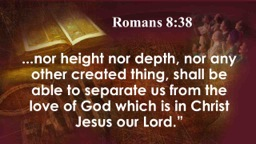 Romans 8:38
...nor height nor depth, nor any
other created thing, shall be
able to separate us from the
love of God which is in Christ
Jesus our Lord.”